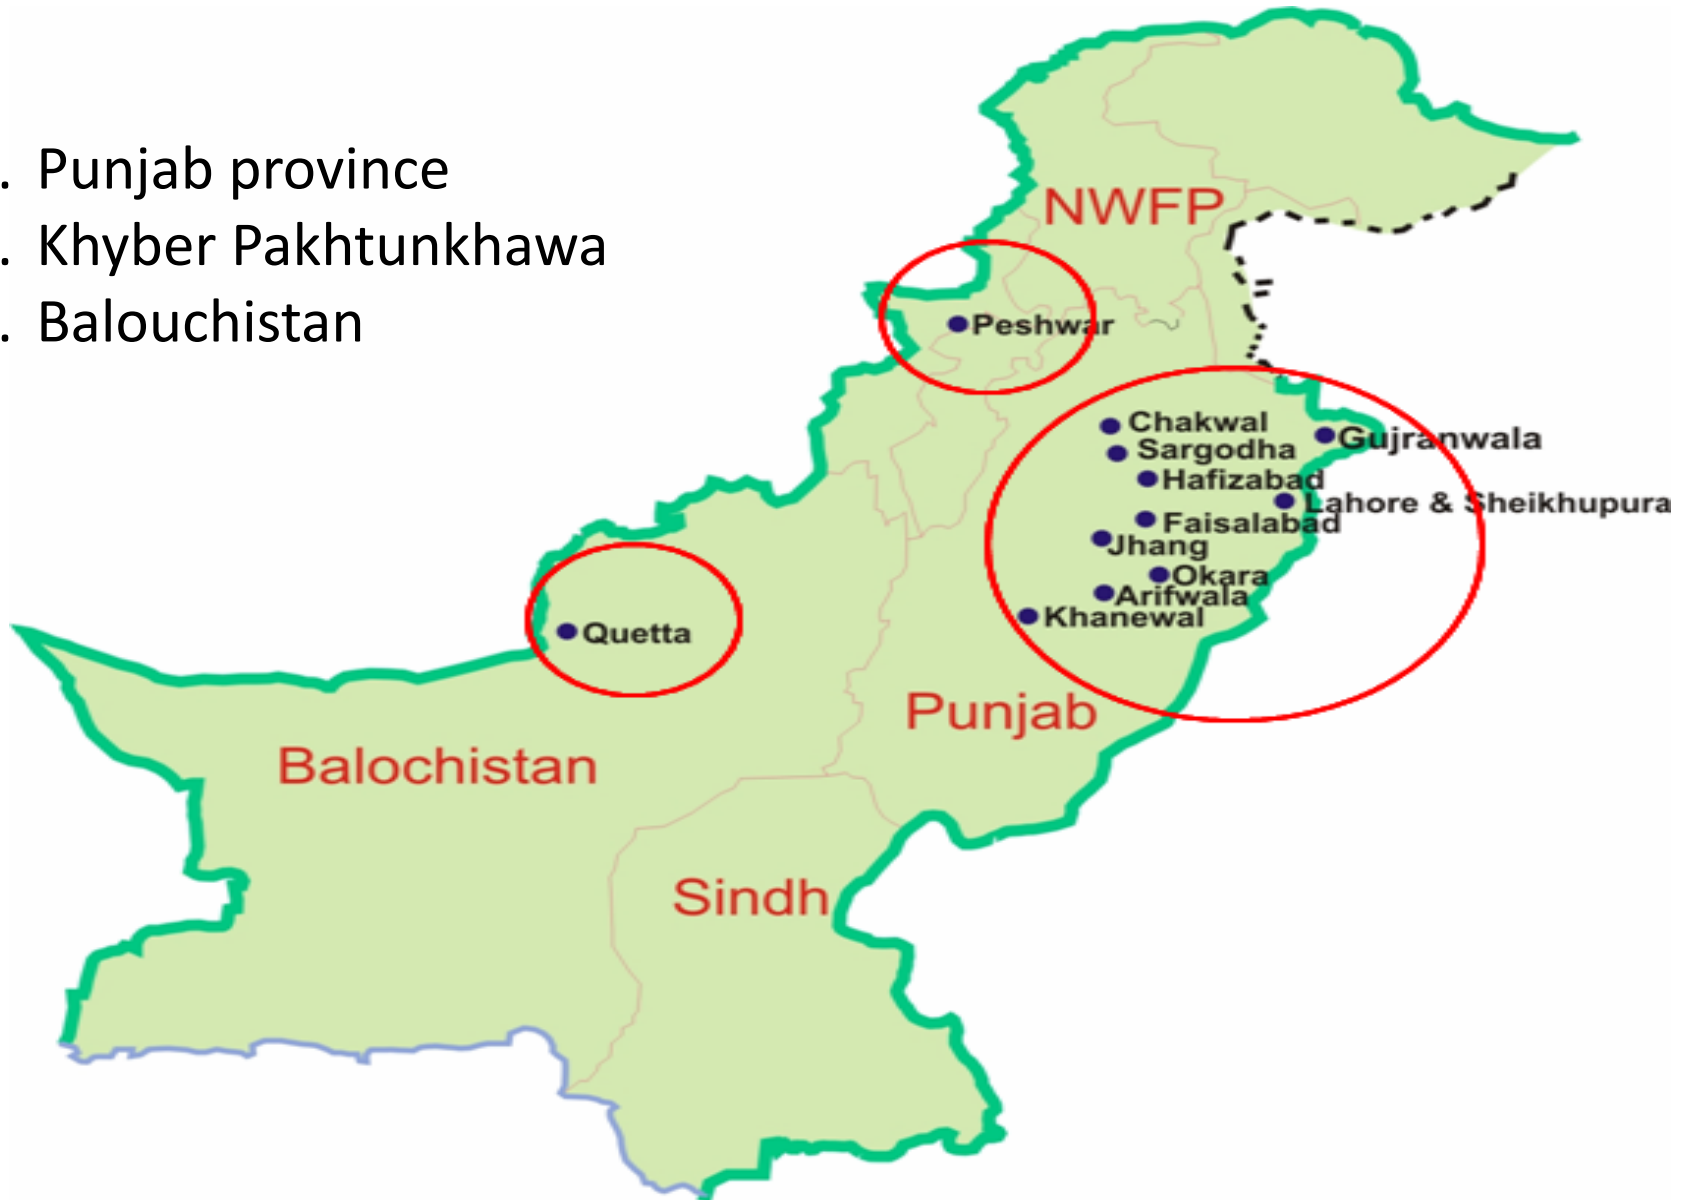 . Punjab province
. Khyber Pakhtunkhawa
. Balouchistan
NWFP
Peshwar
Chakwal
Gujranwala
Sargodha
Hafizabad
Lahore & Sheikhupura
Faisalabad
Jhang
Okara
Arifwala
Khanewal
Quetta
Punjab
Balochistan
Sindh